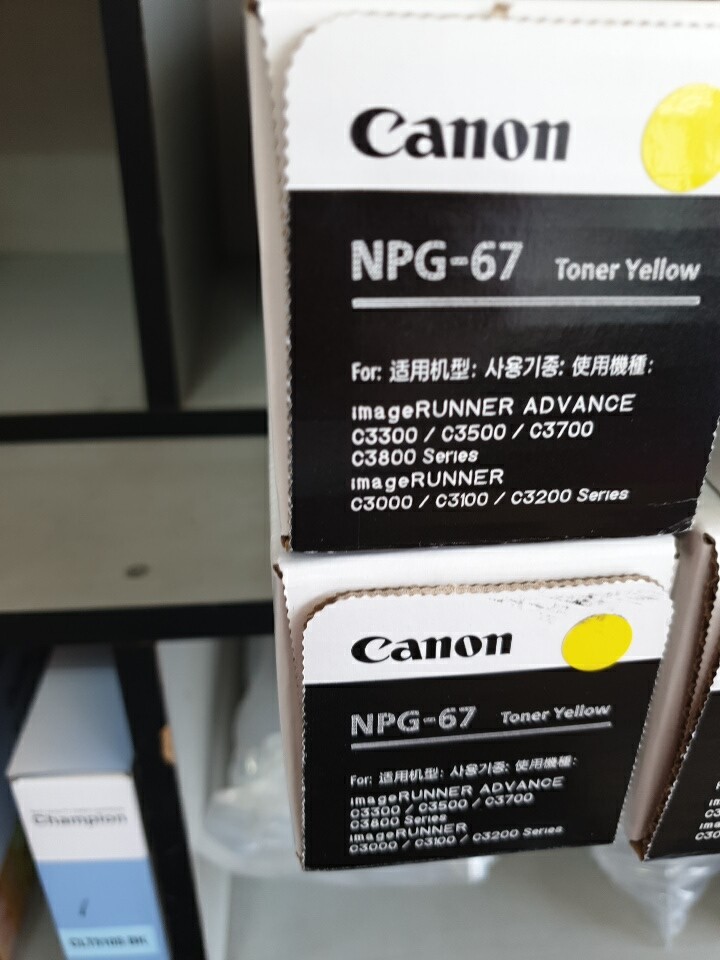 Canon
NPG-67 Toner Yellow
For: 适用机型: 사용기종: 使用機種:
imageRUNNER ADVANCE
C3300 / C3500 / C3700
C3800 Series
imageRUNNER
C3000 / C3100 / C3200 Series
Canon
NPG-67 Toner Yellow
For: 适用机型: 사용기종: 使用機種:
imageRUNNER ADVANCE
C3300 / C3500 / C3700
C3800 Series
imageRUNNER
C3000 / C3100 / C3200 Series
Champion